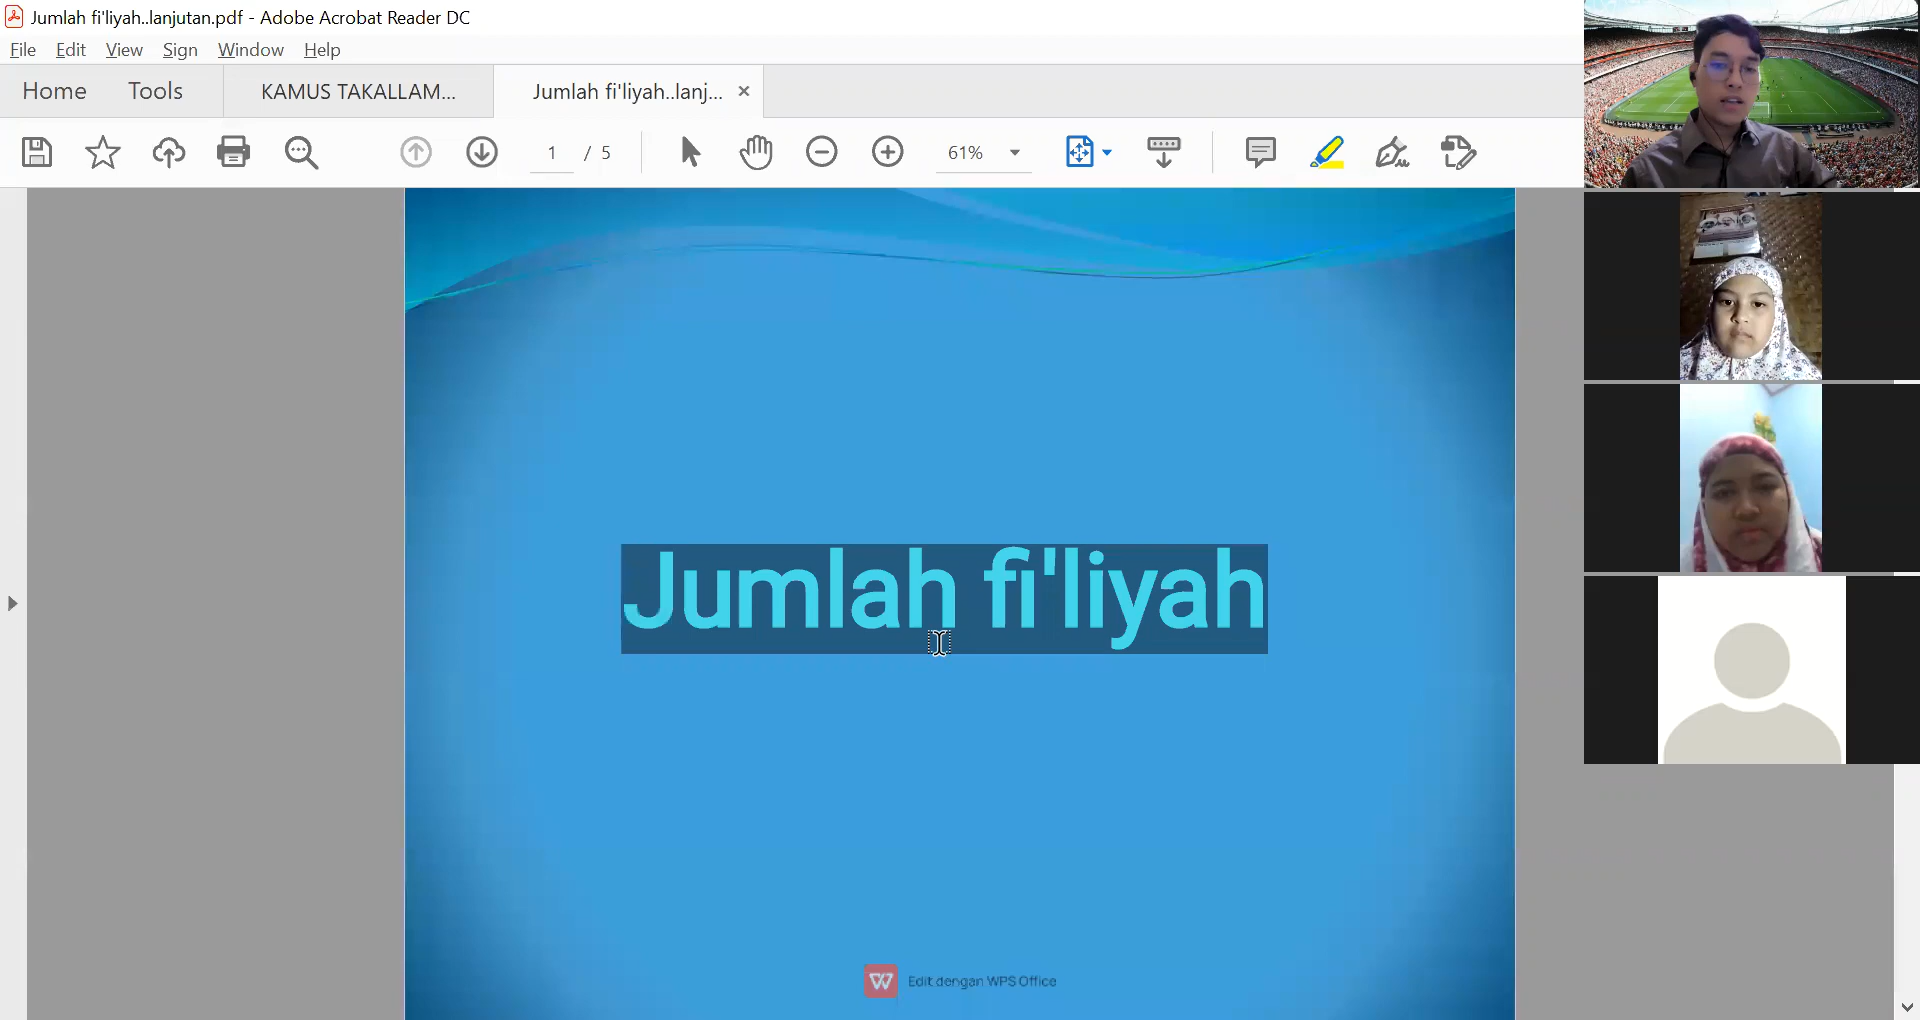 Jumlah fi'liyah..lanjutan.pdf - Adobe Acrobat Reader DC
File Edit View Sign Window Help
Home Tools KAMUS TAKALLAM... Jumlah fi'liyah..lanj... ×
1 / 5 61%
Jumlah fi'liyah
Edit dengan WPS Office